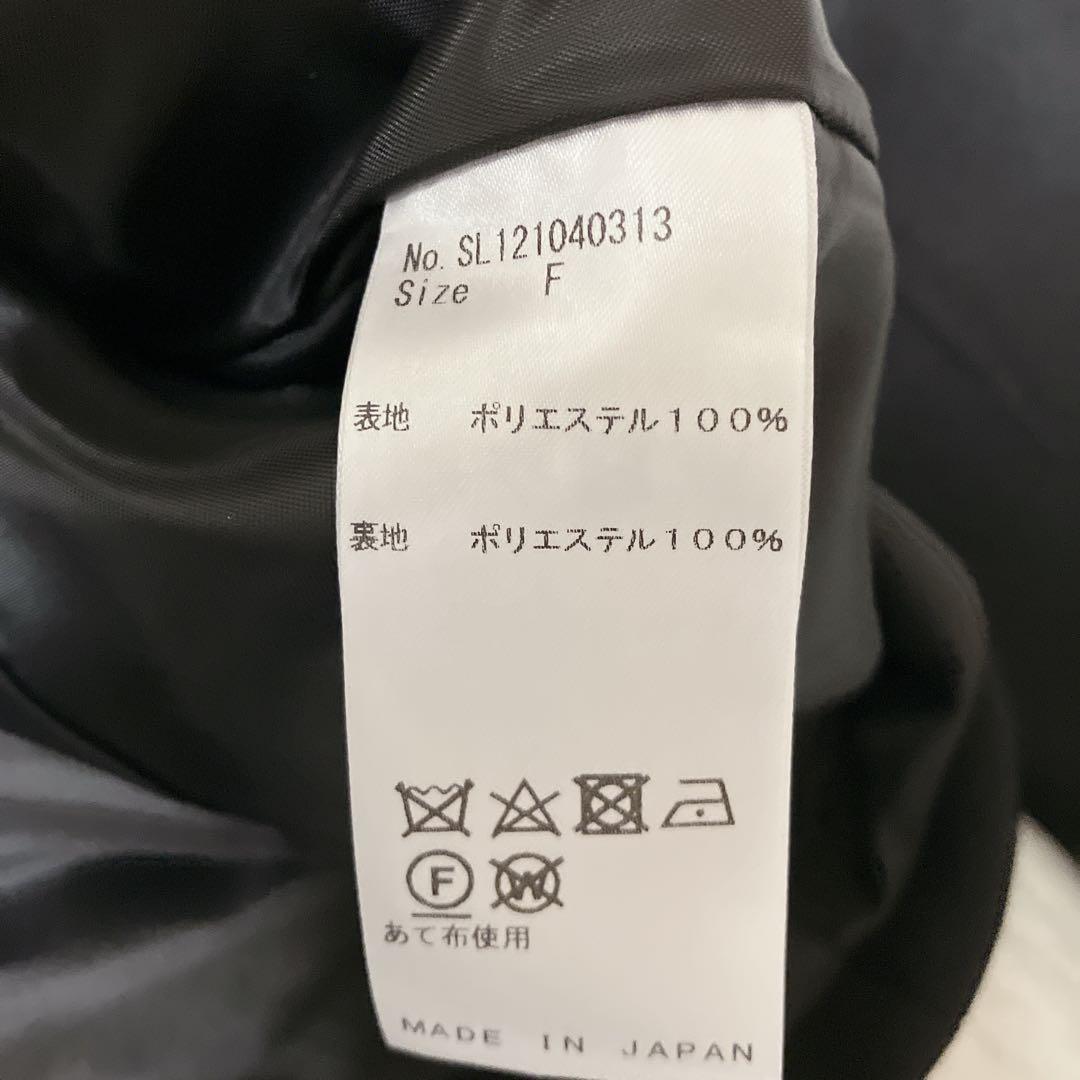 No. SL121040313
Size F
表地 ポリエステル１００％
裏地 ポリエステル１００％
F W
あて布使用
MADE IN JAPAN